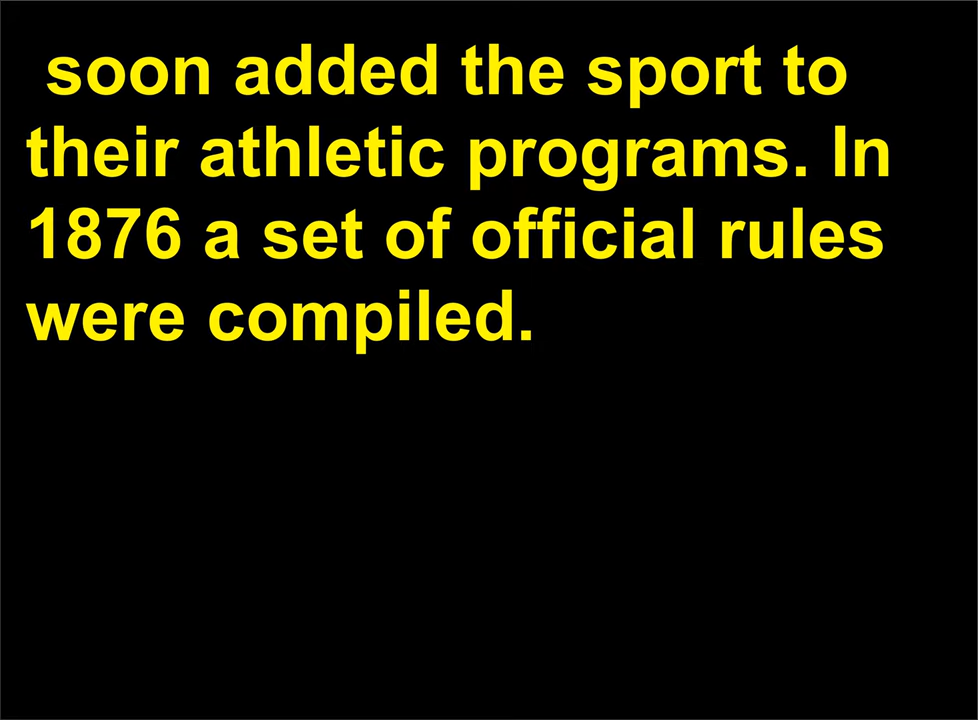 soon added the sport to
their athletic programs. In
1876 a set of official rules
were compiled.